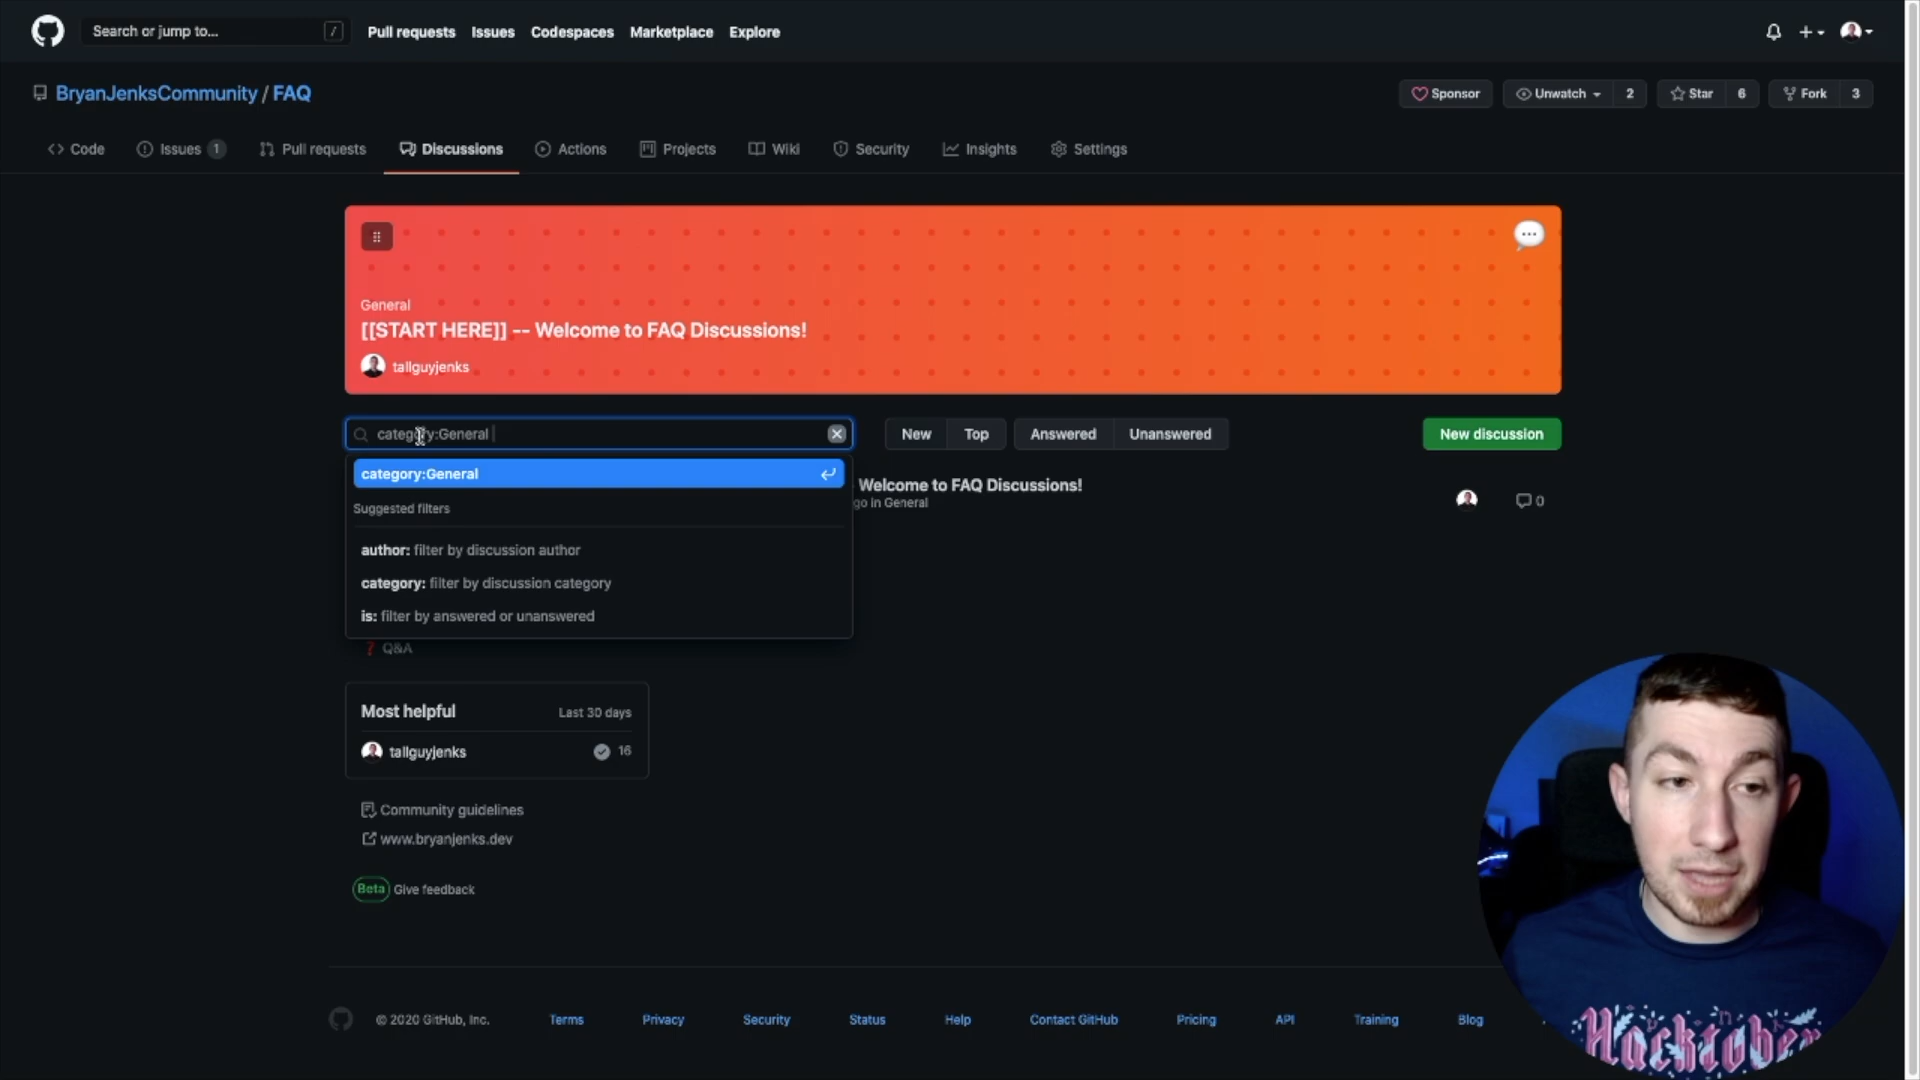 Search or jump to... /
Pull requests Issues Codespaces Marketplace Explore
BryanJenksCommunity / FAQ
Sponsor Unwatch 2 Star 6 Fork 3
Code Issues 1 Pull requests Discussions Actions Projects Wiki Security Insights Settings
General
[[START HERE]] -- Welcome to FAQ Discussions!
tallguyjenks
category:General
New Top Answered Unanswered
New discussion
category:General
Welcome to FAQ Discussions!
go in General
0
Suggested filters
author: filter by discussion author
category: filter by discussion category
is: filter by answered or unanswered
Q&A
Most helpful Last 30 days
tallguyjenks 16
Community guidelines
www.bryanjenks.dev
Beta Give feedback
© 2020 GitHub, Inc. Terms Privacy Security Status Help Contact GitHub Pricing API Training Blog
Hacktober